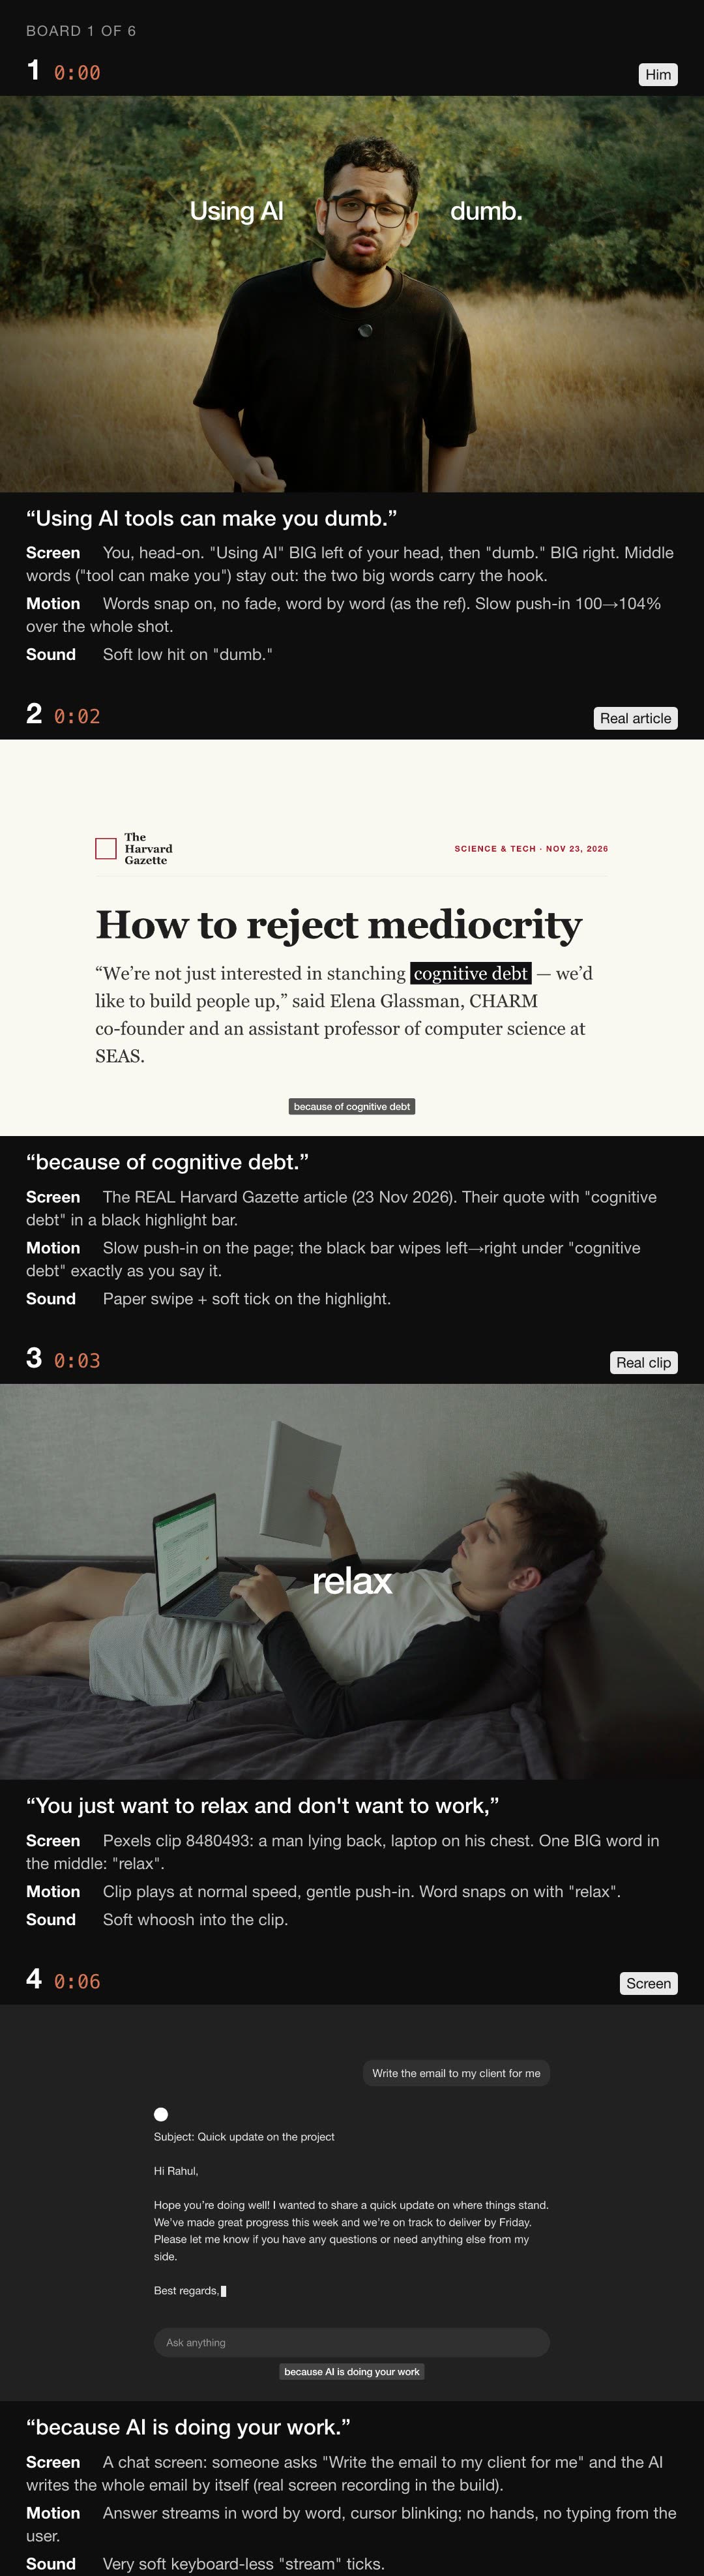 BOARD 1 OF 6
1 0:00
Him
Using AI dumb.
“Using AI tools can make you dumb.”
Screen You, head-on. "Using AI" BIG left of your head, then "dumb." BIG right. Middle
words ("tool can make you") stay out: the two big words carry the hook.
Motion Words snap on, no fade, word by word (as the ref). Slow push-in 100→104%
over the whole shot.
Sound Soft low hit on "dumb."
2 0:02
Real article
The
Harvard
Gazette
SCIENCE & TECH · NOV 23, 2026
How to reject mediocrity
“We’re not just interested in stanching cognitive debt — we’d
like to build people up,” said Elena Glassman, CHARM
co-founder and an assistant professor of computer science at
SEAS.
because of cognitive debt
“because of cognitive debt.”
Screen The REAL Harvard Gazette article (23 Nov 2026). Their quote with "cognitive
debt" in a black highlight bar.
Motion Slow push-in on the page; the black bar wipes left→right under "cognitive
debt" exactly as you say it.
Sound Paper swipe + soft tick on the highlight.
3 0:03
Real clip
relax
“You just want to relax and don't want to work,”
Screen Pexels clip 8480493: a man lying back, laptop on his chest. One BIG word in
the middle: "relax".
Motion Clip plays at normal speed, gentle push-in. Word snaps on with "relax".
Sound Soft whoosh into the clip.
4 0:06
Screen
Write the email to my client for me
Subject: Quick update on the project
Hi Rahul,
Hope you’re doing well! I wanted to share a quick update on where things stand.
We’ve made great progress this week and we’re on track to deliver by Friday.
Please let me know if you have any questions or need anything else from my
side.
Best regards,
Ask anything
because AI is doing your work
“because AI is doing your work.”
Screen A chat screen: someone asks "Write the email to my client for me" and the AI
writes the whole email by itself (real screen recording in the build).
Motion Answer streams in word by word, cursor blinking; no hands, no typing from the
user.
Sound Very soft keyboard-less "stream" ticks.